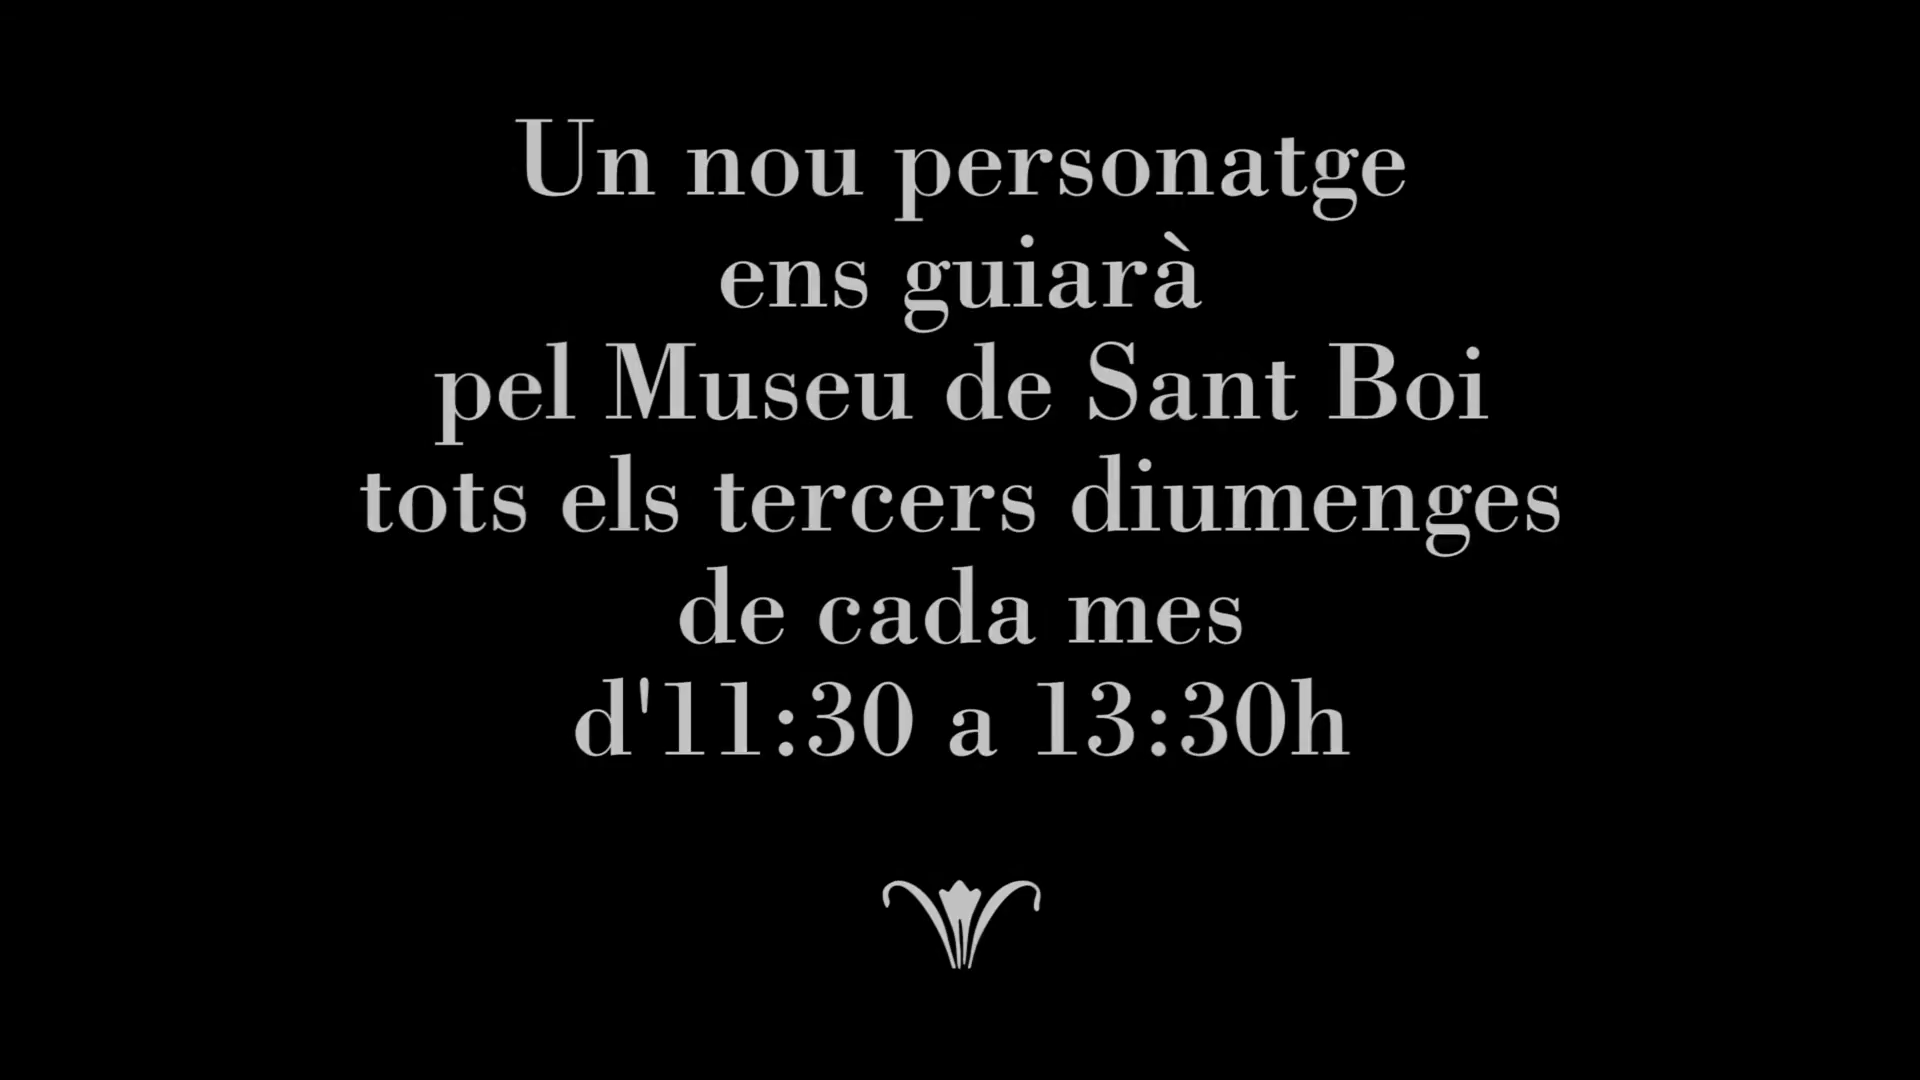 Un nou personatge
ens guiarà
pel Museu de Sant Boi
tots els tercers diumenges
de cada mes
d'11:30 a 13:30h